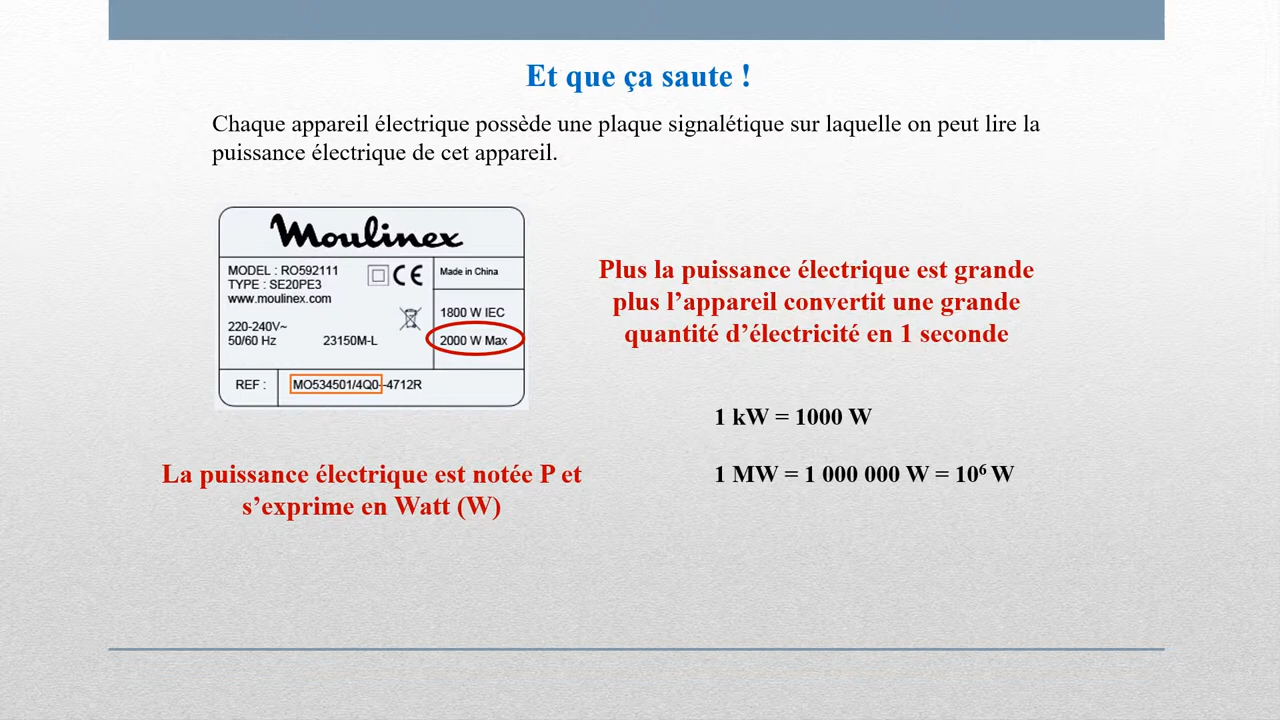 Et que ça saute !
Chaque appareil électrique possède une plaque signalétique sur laquelle on peut lire la
puissance électrique de cet appareil.
Moulinex
MODEL : RO592111
TYPE : SE20PE3
www.moulinex.com
CE
Made in China
220-240V~
50/60 Hz
23150M-L
1800 W IEC
2000 W Max
REF :
MO534501/4Q0--4712R
Plus la puissance électrique est grande
plus l’appareil convertit une grande
quantité d’électricité en 1 seconde
1 kW = 1000 W
1 MW = 1 000 000 W = 10⁶ W
La puissance électrique est notée P et
s’exprime en Watt (W)